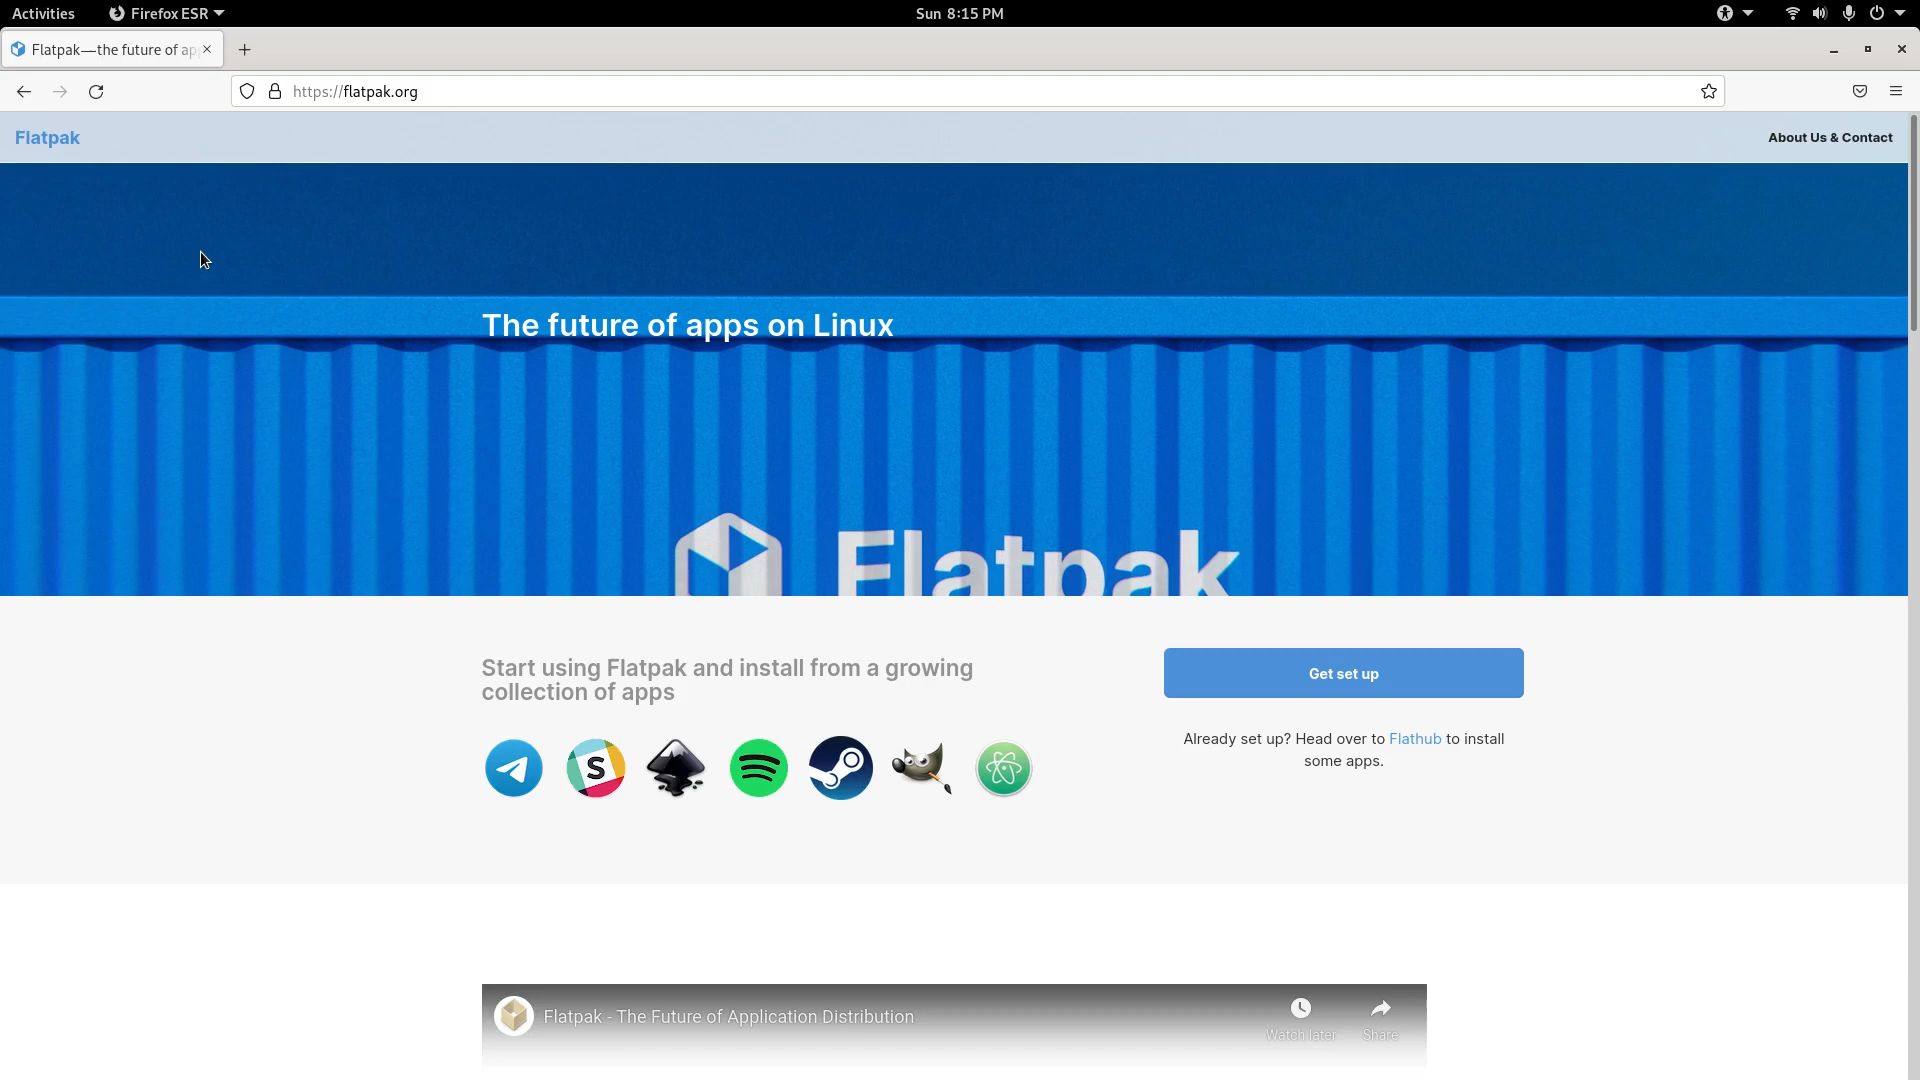 Activities Firefox ESR Sun 8:15 PM
Flatpak—the future of ap
https://flatpak.org
Flatpak About Us & Contact
The future of apps on Linux
Flatpak
Start using Flatpak and install from a growing
collection of apps
Get set up
Already set up? Head over to Flathub to install
some apps.
S
Flatpak - The Future of Application Distribution
Watch later Share